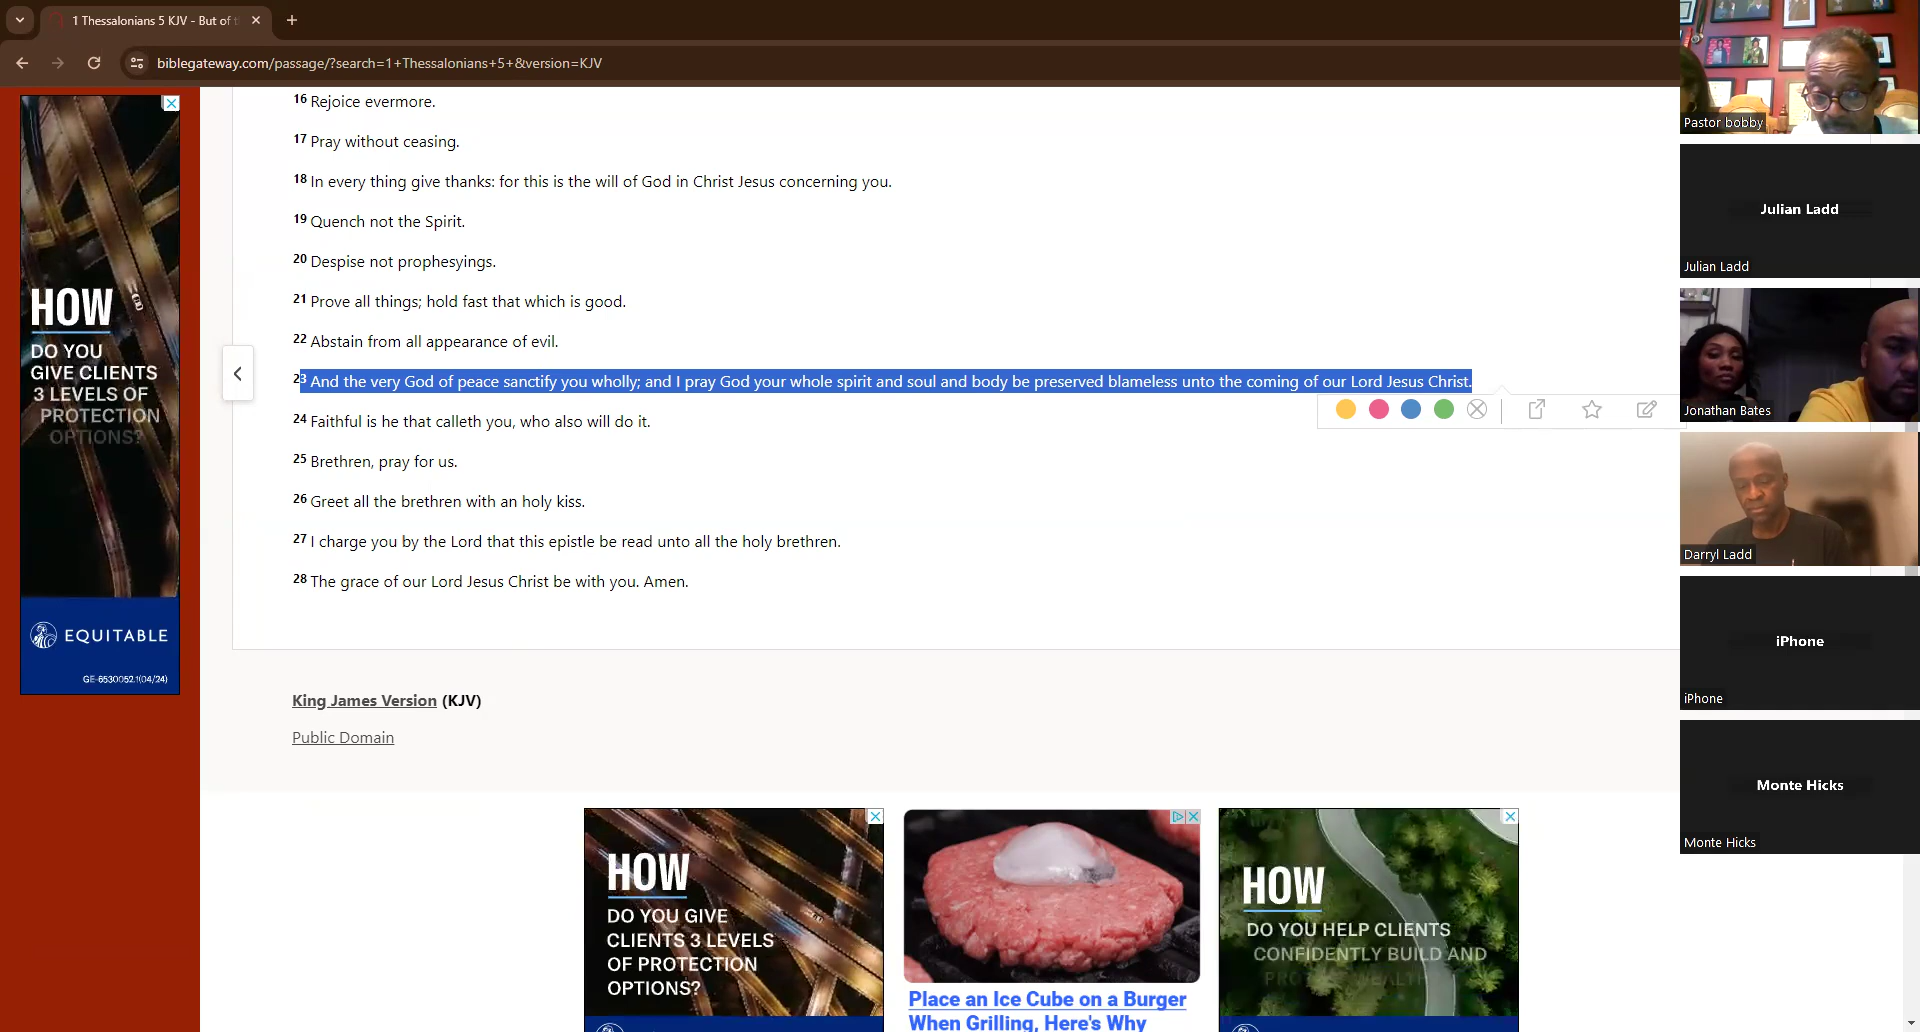 1 Thessalonians 5 KJV - But of t
biblegateway.com/passage/?search=1+Thessalonians+5+&version=KJV
16 Rejoice evermore.
17 Pray without ceasing.
18 In every thing give thanks: for this is the will of God in Christ Jesus concerning you.
19 Quench not the Spirit.
20 Despise not prophesyings.
21 Prove all things; hold fast that which is good.
22 Abstain from all appearance of evil.
23 And the very God of peace sanctify you wholly; and I pray God your whole spirit and soul and body be preserved blameless unto the coming of our Lord Jesus Christ.
24 Faithful is he that calleth you, who also will do it.
25 Brethren, pray for us.
26 Greet all the brethren with an holy kiss.
27 I charge you by the Lord that this epistle be read unto all the holy brethren.
28 The grace of our Lord Jesus Christ be with you. Amen.
King James Version (KJV)
Public Domain
HOW
DO YOU
GIVE CLIENTS
3 LEVELS OF
PROTECTION
OPTIONS?
EQUITABLE
GE-6530052.1(04/24)
HOW
DO YOU GIVE
CLIENTS 3 LEVELS
OF PROTECTION
OPTIONS?
Place an Ice Cube on a Burger
When Grilling, Here's Why
HOW
DO YOU HELP CLIENTS
CONFIDENTLY BUILD AND
PROTECT WEALTH
Pastor bobby
Julian Ladd
Julian Ladd
Jonathan Bates
Darryl Ladd
iPhone
iPhone
Monte Hicks
Monte Hicks